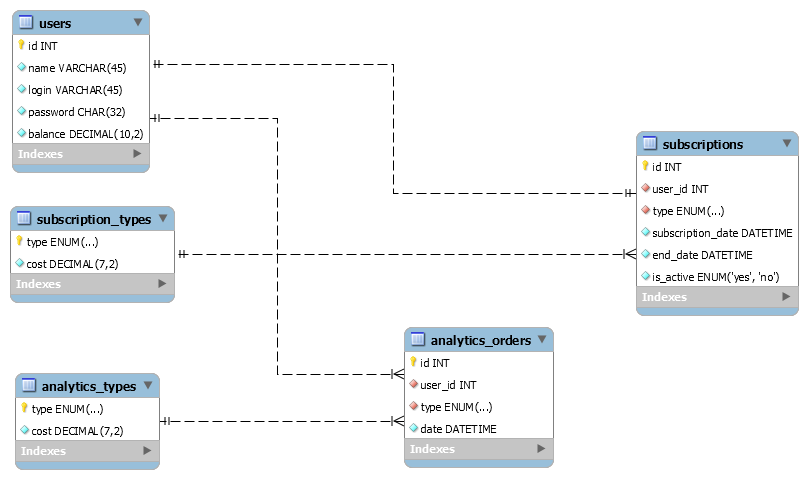 users
id INT
name VARCHAR(45)
login VARCHAR(45)
password CHAR(32)
balance DECIMAL(10,2)
Indexes
subscription_types
type ENUM(...)
cost DECIMAL(7,2)
Indexes
analytics_types
type ENUM(...)
cost DECIMAL(7,2)
Indexes
analytics_orders
id INT
user_id INT
type ENUM(...)
date DATETIME
Indexes
subscriptions
id INT
user_id INT
type ENUM(...)
subscription_date DATETIME
end_date DATETIME
is_active ENUM('yes', 'no')
Indexes